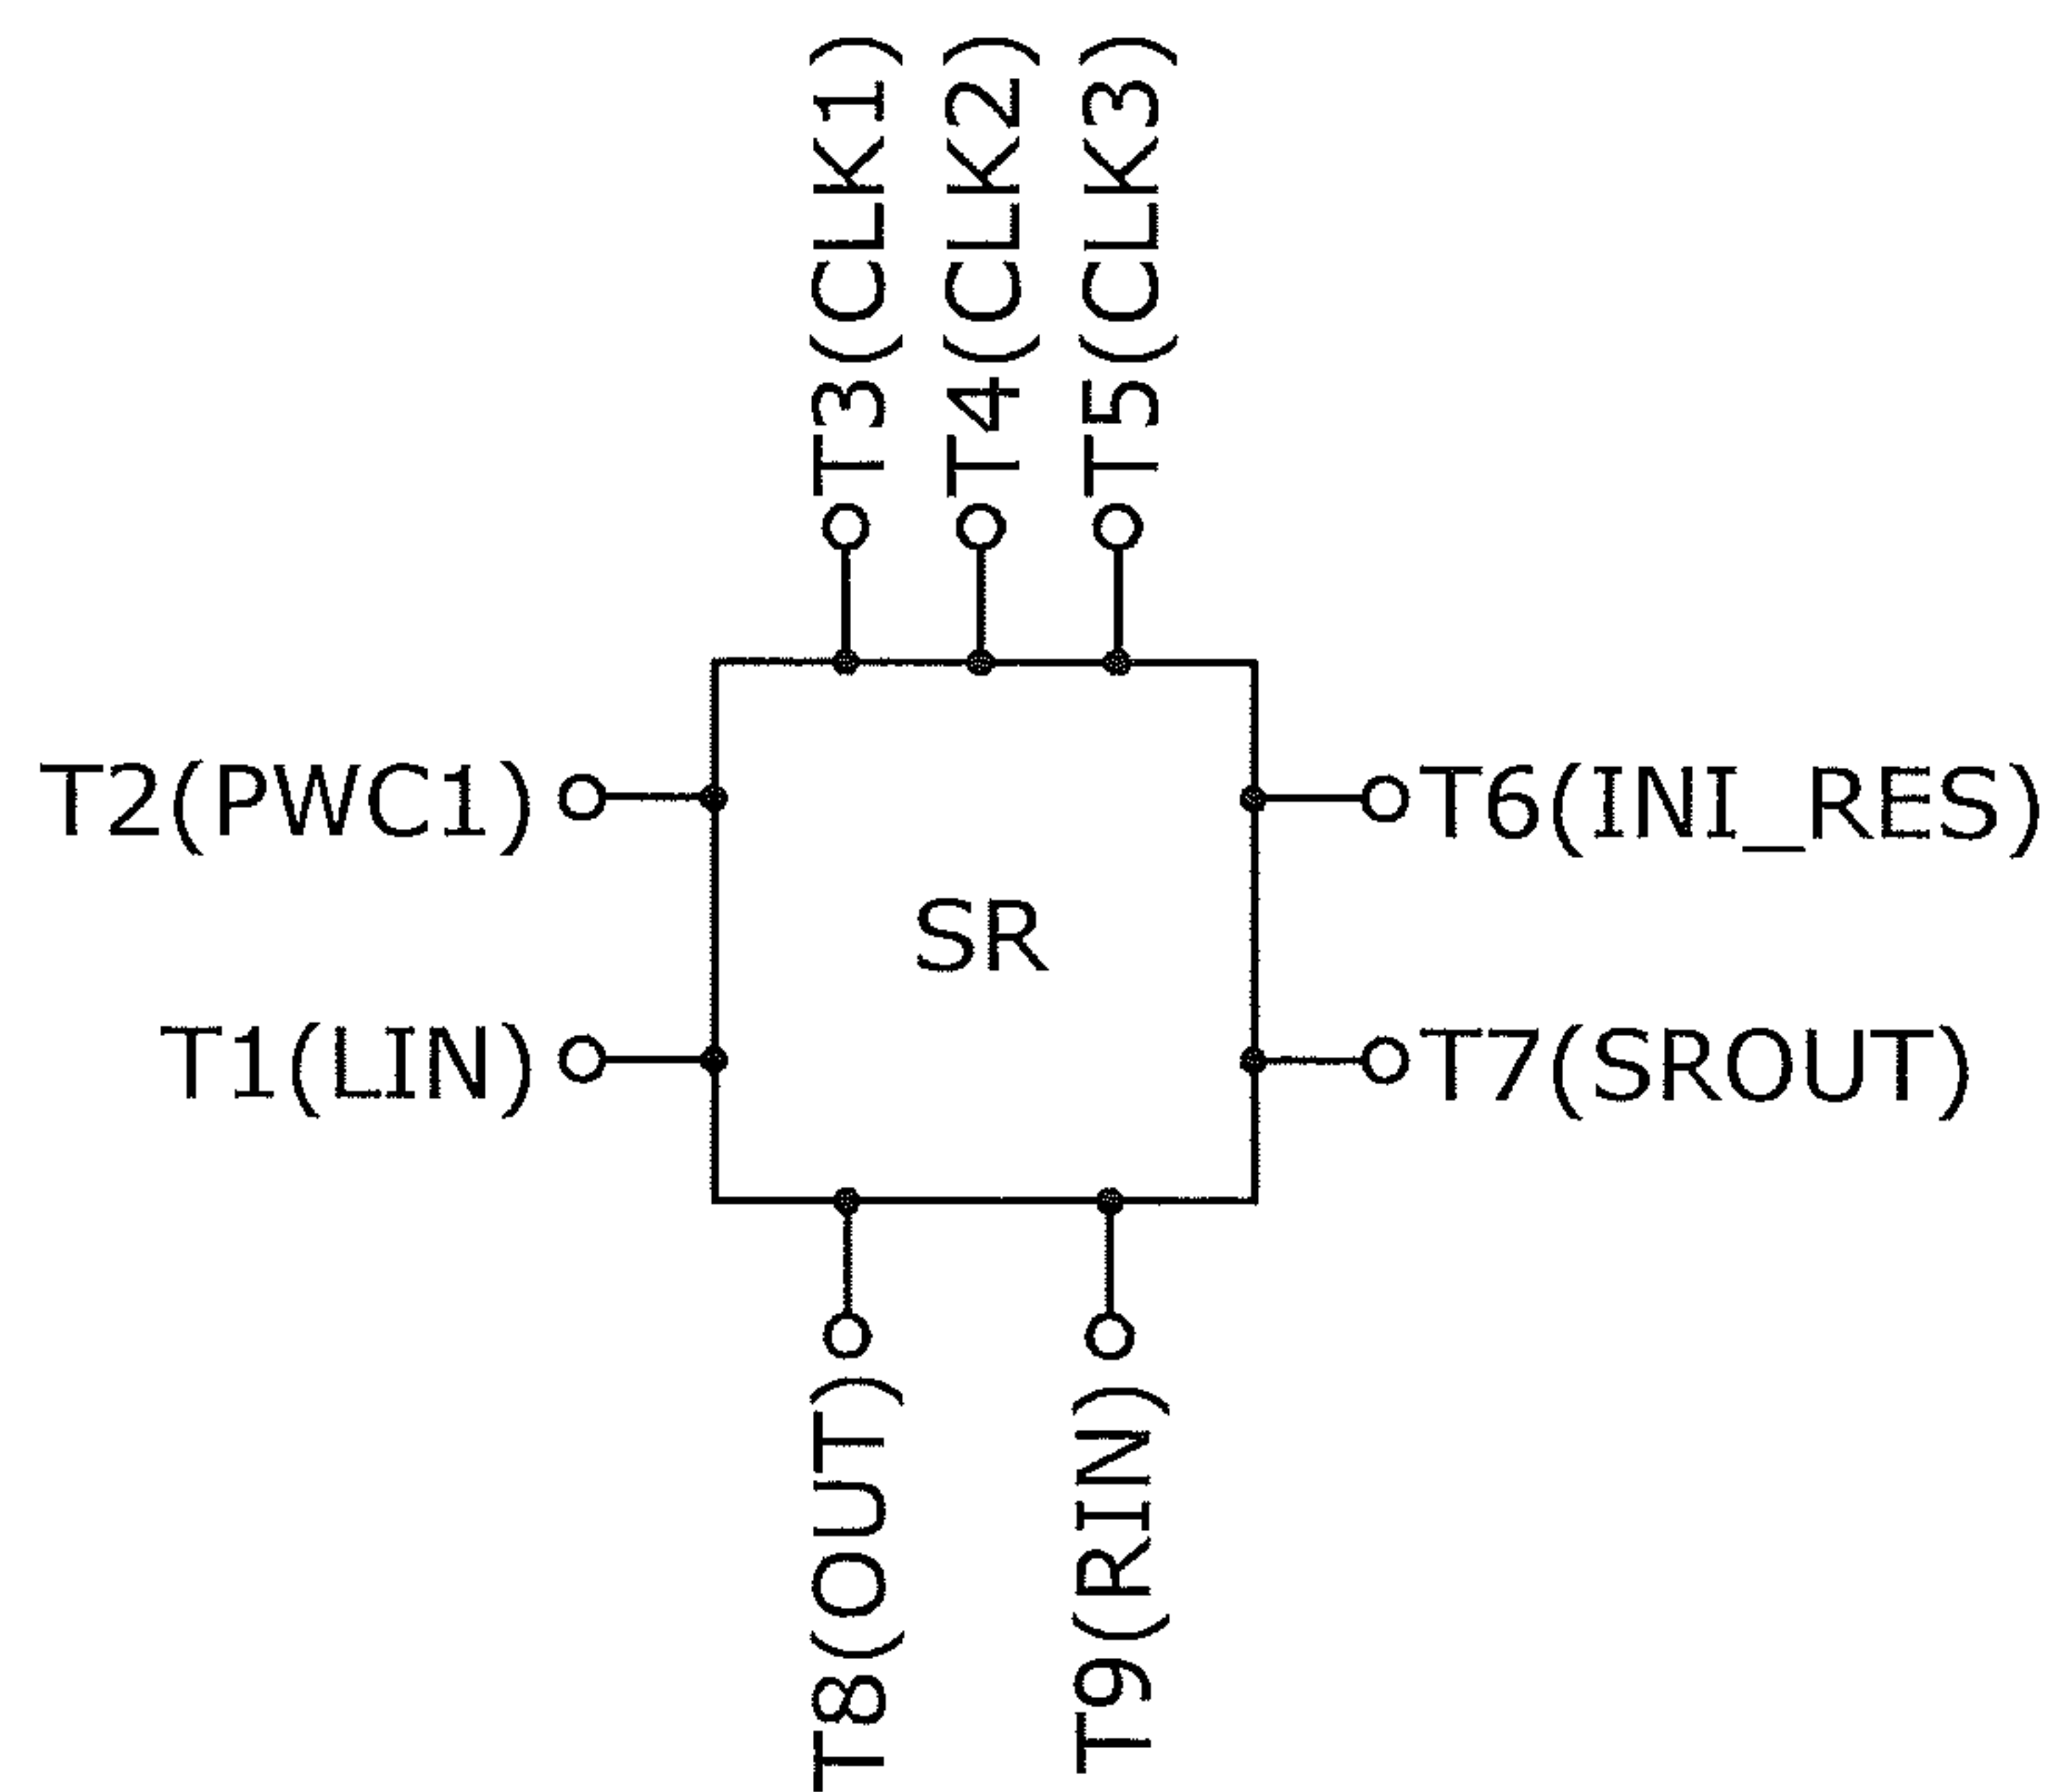 T3(CLK1)
T4(CLK2)
T5(CLK3)
T2(PWC1)
T6(INI_RES)
SR
T1(LIN)
T7(SROUT)
T8(OUT)
T9(RIN)